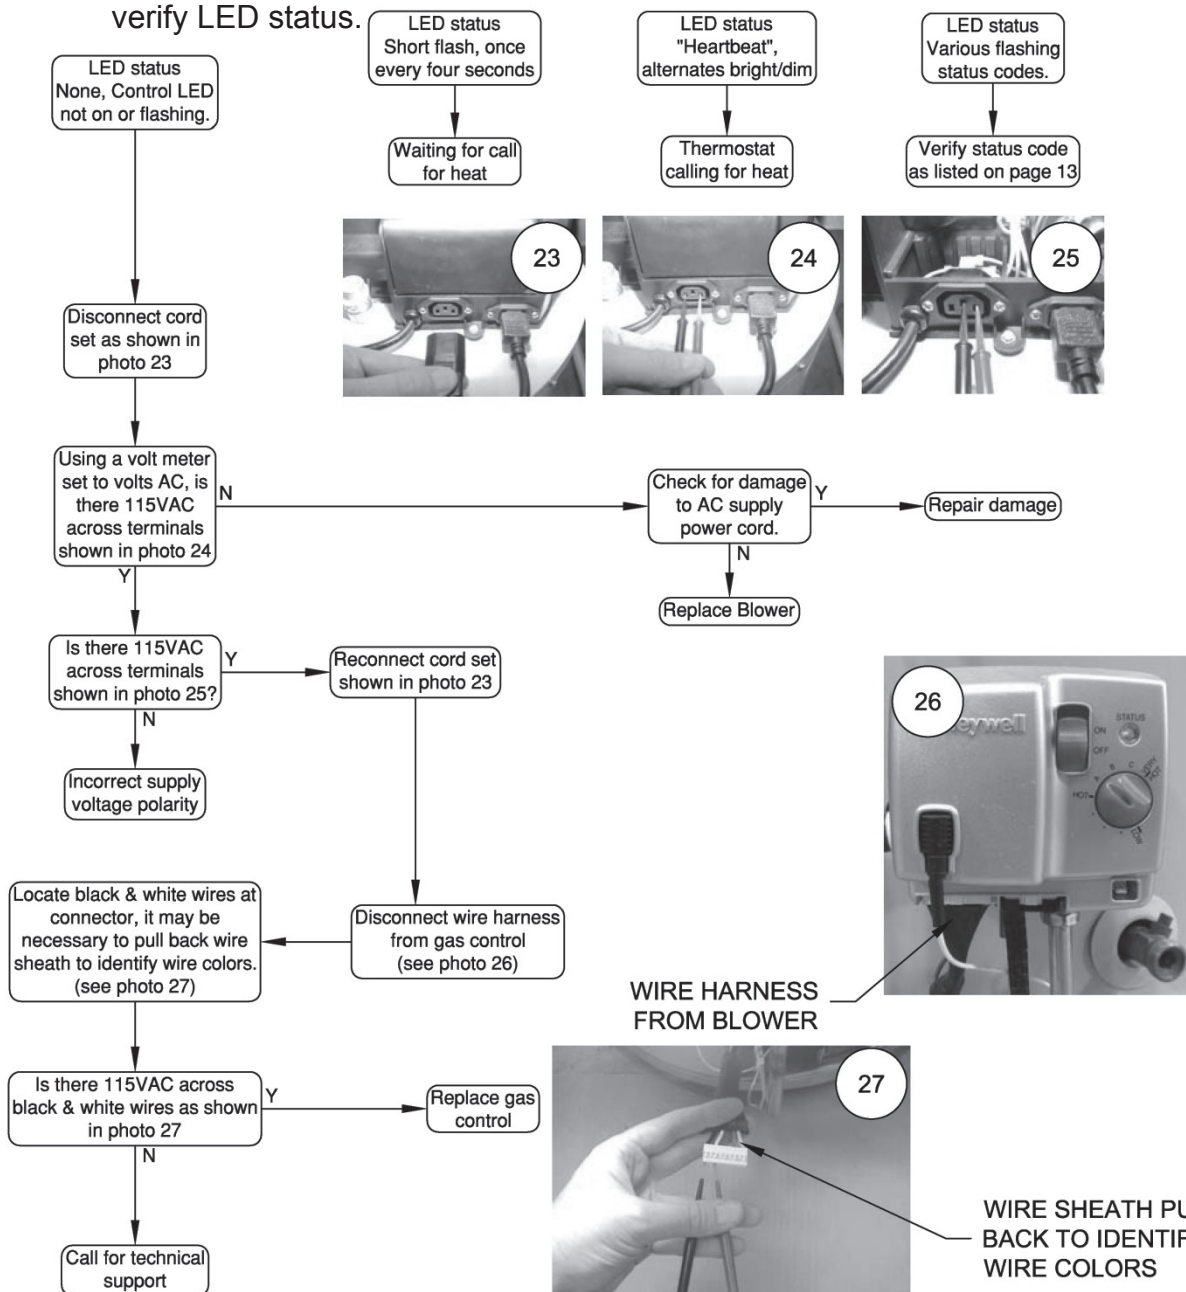 verify LED status.
LED status
None, Control LED
not on or flashing.
LED status
Short flash, once
every four seconds
LED status
"Heartbeat",
alternates bright/dim
LED status
Various flashing
status codes.
Waiting for call
for heat
Thermostat
calling for heat
Verify status code
as listed on page 13
23
24
25
Disconnect cord
set as shown in
photo 23
Using a volt meter
set to volts AC, is
there 115VAC
across terminals
shown in photo 24
N
Y
Check for damage
to AC supply
power cord.
Y
N
Repair damage
Replace Blower
Is there 115VAC
across terminals
shown in photo 25?
Y
N
Reconnect cord set
shown in photo 23
Incorrect supply
voltage polarity
26
eywell
STATUS
ON
OFF
HOT
A
B
C
VERY
HOT
LOW
Locate black & white wires at
connector, it may be
necessary to pull back wire
sheath to identify wire colors.
(see photo 27)
Disconnect wire harness
from gas control
(see photo 26)
WIRE HARNESS
FROM BLOWER
Is there 115VAC across
black & white wires as shown
in photo 27
Y
N
Replace gas
control
27
Call for technical
support
WIRE SHEATH PU
BACK TO IDENTIF
WIRE COLORS